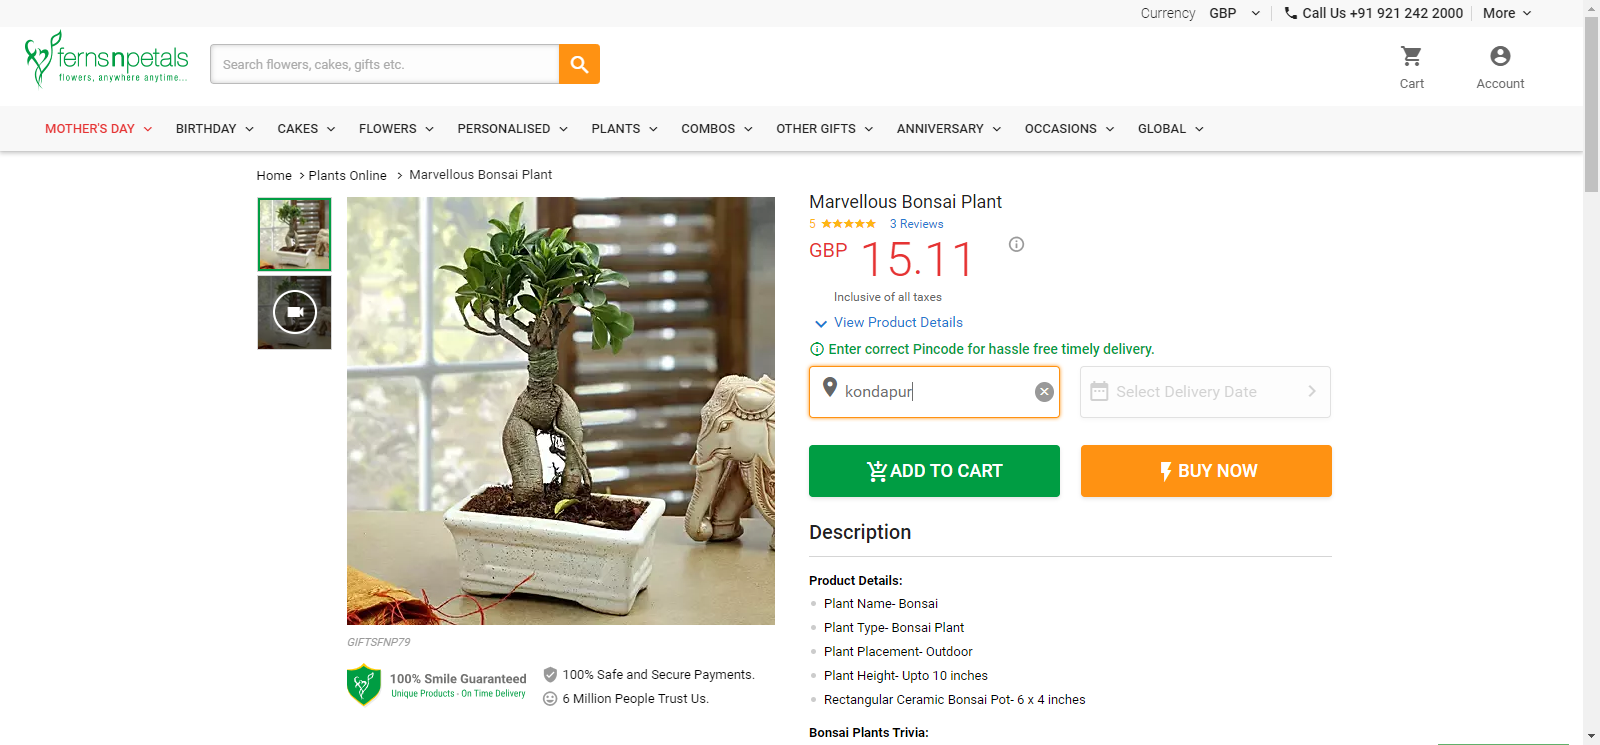 Currency GBP Call Us +91 921 242 2000 More
fernsnpetals
flowers, anywhere anytime...
Search flowers, cakes, gifts etc.
Cart
Account
MOTHER'S DAY BIRTHDAY CAKES FLOWERS PERSONALISED PLANTS COMBOS OTHER GIFTS ANNIVERSARY OCCASIONS GLOBAL
Home > Plants Online > Marvellous Bonsai Plant
Marvellous Bonsai Plant
5 ★★★★★ 3 Reviews
GBP 15.11
Inclusive of all taxes
View Product Details
Enter correct Pincode for hassle free timely delivery.
kondapur
Select Delivery Date
ADD TO CART
BUY NOW
Description
Product Details:
Plant Name- Bonsai
Plant Type- Bonsai Plant
Plant Placement- Outdoor
Plant Height- Upto 10 inches
Rectangular Ceramic Bonsai Pot- 6 x 4 inches
Bonsai Plants Trivia:
GIFTSFNP79
100% Smile Guaranteed
Unique Products - On Time Delivery
100% Safe and Secure Payments.
6 Million People Trust Us.